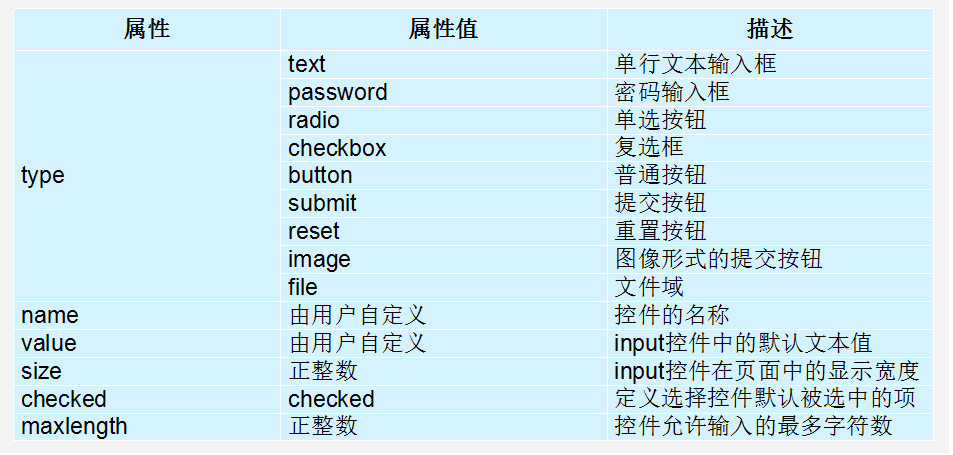 属性 属性值 描述
text 单行文本输入框
password 密码输入框
radio 单选按钮
checkbox 复选框
type button 普通按钮
submit 提交按钮
reset 重置按钮
image 图像形式的提交按钮
file 文件域
name 由用户自定义 控件的名称
value 由用户自定义 input控件中的默认文本值
size 正整数 input控件在页面中的显示宽度
checked checked 定义选择控件默认被选中的项
maxlength 正整数 控件允许输入的最多字符数